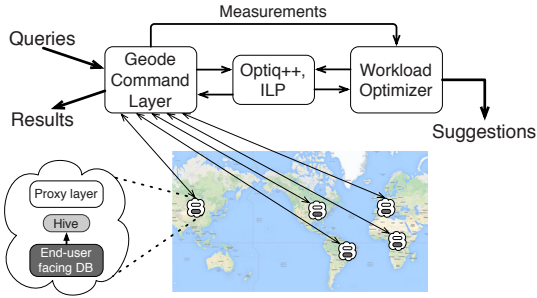 Measurements
Queries
Geode
Command
Layer
Optiq++,
ILP
Workload
Optimizer
Results
Suggestions
Proxy layer
Hive
End-user
facing DB